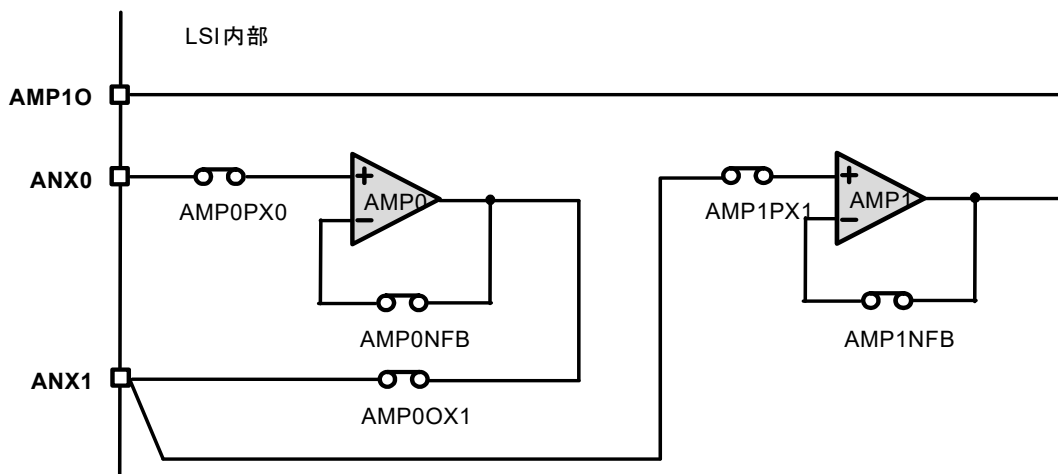 LSI内部
AMP1O
ANX0
+
AMP0
−
AMP0PX0
+
AMP1
−
AMP1PX1
AMP0NFB
AMP1NFB
ANX1
AMP0OX1